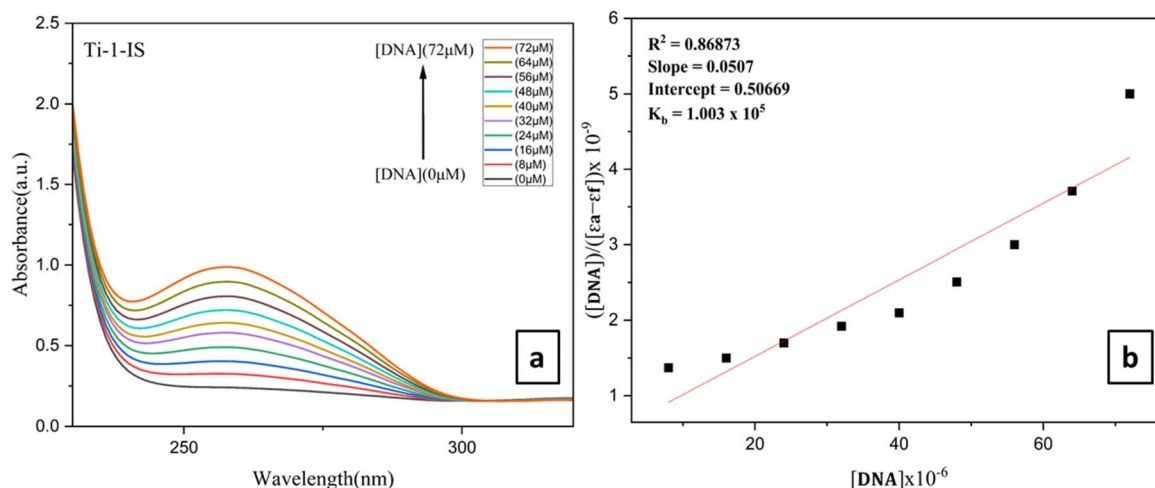 Ti-1-IS
[DNA](72μM)
[DNA](0μM)
(72μM)
(64μM)
(56μM)
(48μM)
(40μM)
(32μM)
(24μM)
(16μM)
(8μM)
(0μM)
2.5
2.0
1.5
1.0
0.5
0.0
Absorbance(a.u.)
250
300
Wavelength(nm)
a
R² = 0.86873
Slope = 0.0507
Intercept = 0.50669
K_b = 1.003 x 10⁵
6
5
4
3
2
1
([DNA])/([εa−εf])x 10⁻⁹
20
40
60
[DNA]x10⁻⁶
b